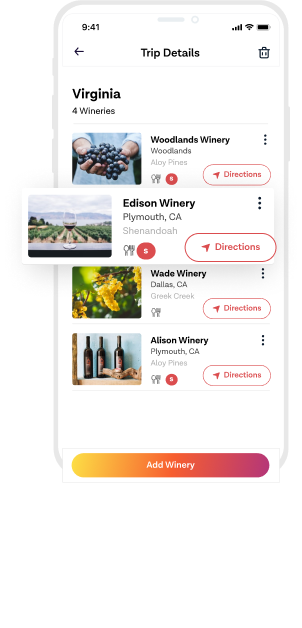 9:41
Trip Details
Virginia
4 Wineries
Woodlands Winery
Woodlands
Aloy Pines
S
Directions
Edison Winery
Plymouth, CA
Shenandoah
S
Directions
Wade Winery
Dallas, CA
Greek Creek
Directions
Alison Winery
Plymouth, CA
Aloy Pines
S
Directions
Add Winery